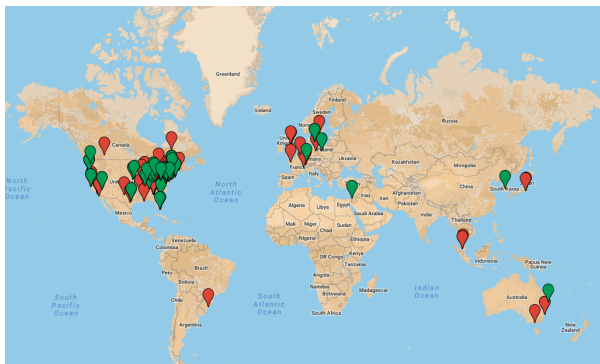 Greenland
Iceland
Finland
Sweden
Russia
Canada
Ukraine
Kazakhstan
Mongolia
France
Italy
Spain
North
Pacific
Ocean
North
Atlantic
Ocean
China
South Korea
Iraq
Afghanistan
Iran
Pakistan
Algeria
Libya
Egypt
Saudi Arabia
Mexico
India
Thailand
Mali
Niger
Chad
Sudan
Nigeria
Ethiopia
Venezuela
Colombia
Kenya
DR Congo
Tanzania
Indonesia
Papua New
Guinea
Brazil
Peru
Bolivia
Angola
Namibia
Botswana
Madagascar
Indian
Ocean
South
Pacific
Ocean
South
Atlantic
Ocean
Chile
South Africa
Australia
Argentina
New
Zealand